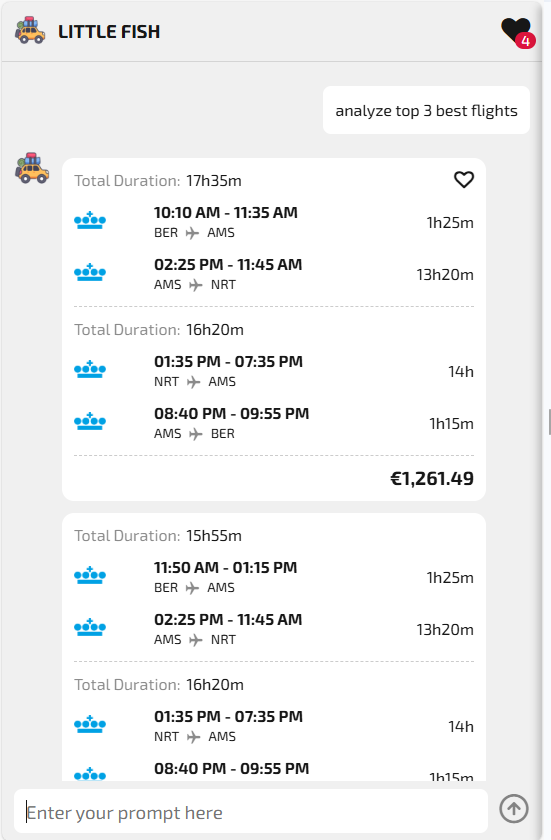 LITTLE FISH
4
analyze top 3 best flights
Total Duration: 17h35m
10:10 AM - 11:35 AM
BER AMS
1h25m
02:25 PM - 11:45 AM
AMS NRT
13h20m
Total Duration: 16h20m
01:35 PM - 07:35 PM
NRT AMS
14h
08:40 PM - 09:55 PM
AMS BER
1h15m
€1,261.49
Total Duration: 15h55m
11:50 AM - 01:15 PM
BER AMS
1h25m
02:25 PM - 11:45 AM
AMS NRT
13h20m
Total Duration: 16h20m
01:35 PM - 07:35 PM
NRT AMS
14h
08:40 PM - 09:55 PM
1h15m
Enter your prompt here